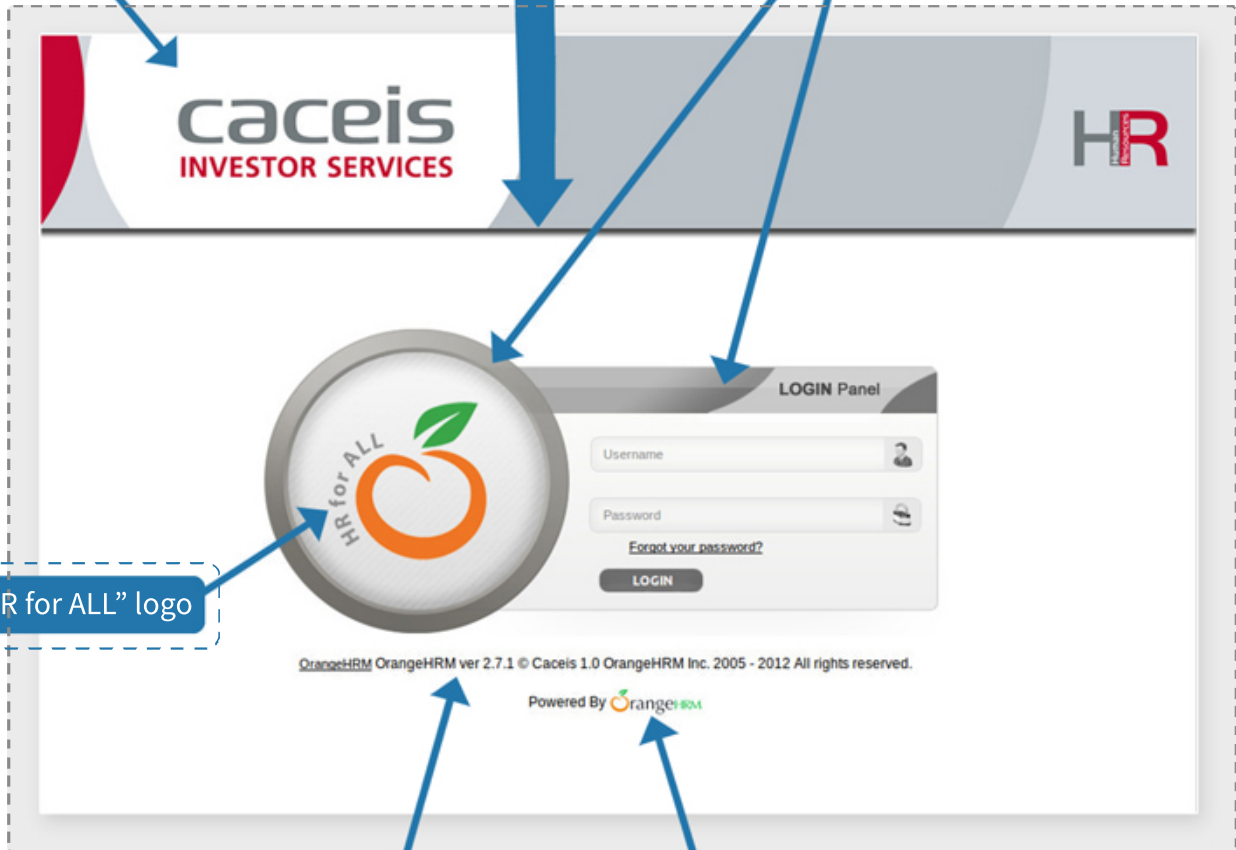 caceis
INVESTOR SERVICES
HR
Human
Resources
LOGIN Panel
HR for ALL
Username
Password
Forgot your password?
LOGIN
R for ALL” logo
OrangeHRM OrangeHRM ver 2.7.1 © Caceis 1.0 OrangeHRM Inc. 2005 - 2012 All rights reserved.
Powered By OrangeHRM